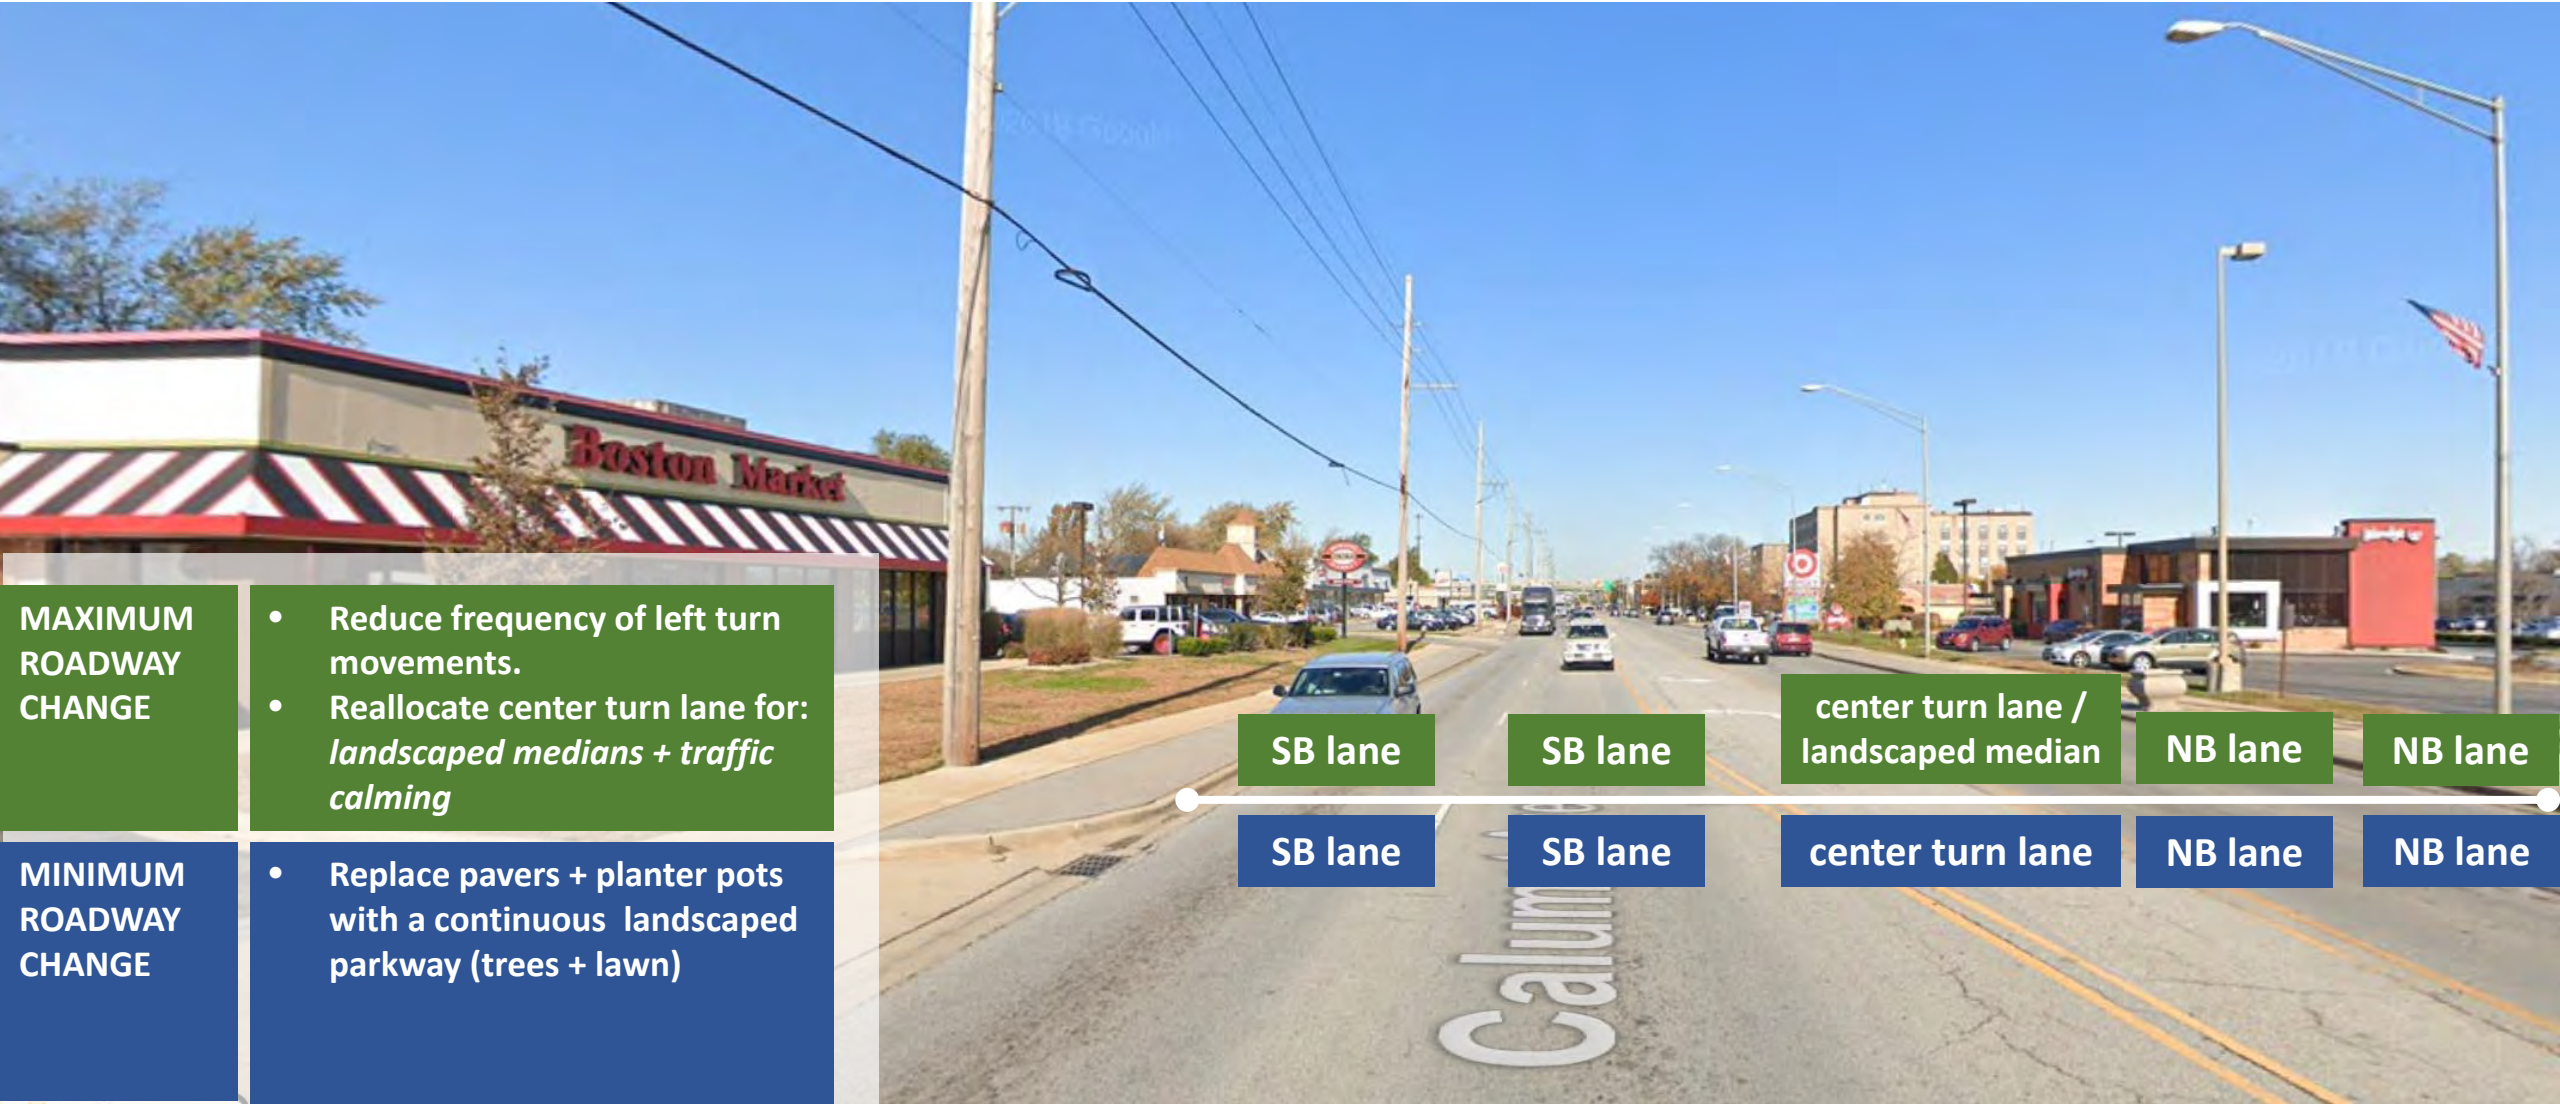 Boston Market
MAXIMUM
ROADWAY
CHANGE
• Reduce frequency of left turn
movements.
• Reallocate center turn lane for:
landscaped medians + traffic
calming
MINIMUM
ROADWAY
CHANGE
• Replace pavers + planter pots
with a continuous landscaped
parkway (trees + lawn)
SB lane
SB lane
center turn lane /
landscaped median
NB lane
NB lane
SB lane
SB lane
center turn lane
NB lane
NB lane
Calum